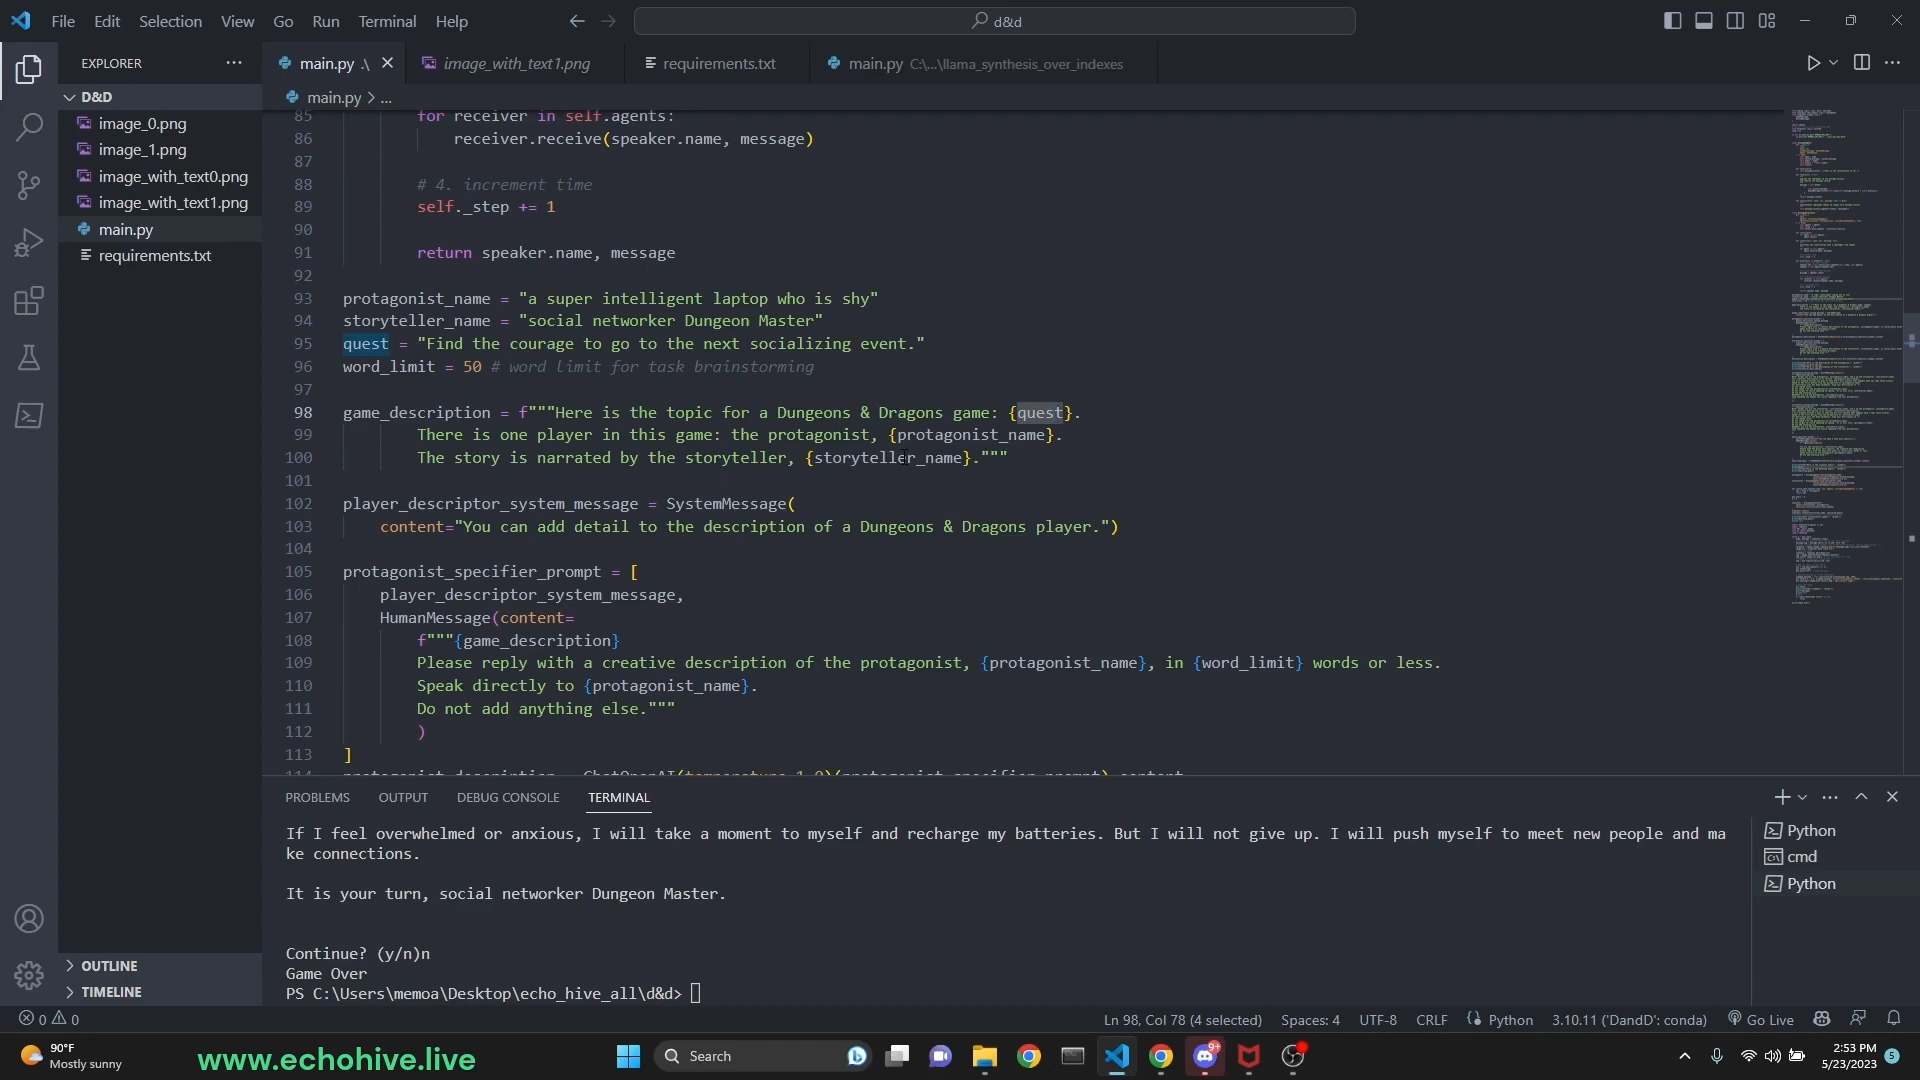 File Edit Selection View Go Run Terminal Help
d&d
EXPLORER
main.py .\
image_with_text1.png
requirements.txt
main.py C:\...\llama_synthesis_over_indexes
D&D
main.py > ...
image_0.png
image_1.png
image_with_text0.png
image_with_text1.png
main.py
requirements.txt
85 for receiver in self.agents:
86 receiver.receive(speaker.name, message)
87
88 # 4. increment time
89 self._step += 1
90
91 return speaker.name, message
92
93 protagonist_name = "a super intelligent laptop who is shy"
94 storyteller_name = "social networker Dungeon Master"
95 quest = "Find the courage to go to the next socializing event."
96 word_limit = 50 # word limit for task brainstorming
97
98 game_description = f"""Here is the topic for a Dungeons & Dragons game: {quest}.
99 There is one player in this game: the protagonist, {protagonist_name}.
100 The story is narrated by the storyteller, {storyteller_name}."""
101
102 player_descriptor_system_message = SystemMessage(
103 content="You can add detail to the description of a Dungeons & Dragons player.")
104
105 protagonist_specifier_prompt = [
106 player_descriptor_system_message,
107 HumanMessage(content=
108 f"""{game_description}
109 Please reply with a creative description of the protagonist, {protagonist_name}, in {word_limit} words or less.
110 Speak directly to {protagonist_name}.
111 Do not add anything else."""
112 )
113 ]
114 protagonist_description = ChatOpenAI(temperature=1.0)(protagonist_specifier_prompt).content
PROBLEMS OUTPUT DEBUG CONSOLE TERMINAL
If I feel overwhelmed or anxious, I will take a moment to myself and recharge my batteries. But I will not give up. I will push myself to meet new people and ma
ke connections.
It is your turn, social networker Dungeon Master.
Continue? (y/n)n
Game Over
PS C:\Users\memoa\Desktop\echo_hive_all\d&d>
Python
cmd
Python
OUTLINE
TIMELINE
0 0
Ln 98, Col 78 (4 selected) Spaces: 4 UTF-8 CRLF Python 3.10.11 ('DandD': conda) Go Live
90°F
Mostly sunny
www.echohive.live
Search
9+
2:53 PM
5/23/2023
5